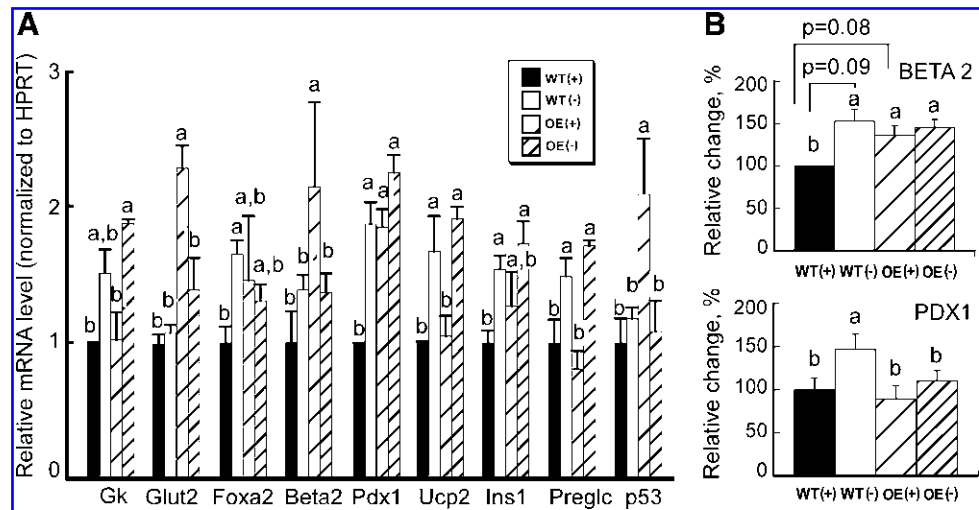 A
Relative mRNA level (normalized to HPRT)
3
2
1
0
WT(+)
WT(-)
OE(+)
OE(-)
b a,b b a
b b a b
b a a,b a,b
b b a b
b a a a
b a b a
b a a,b a
b a b a
b b a b
Gk Glut2 Foxa2 Beta2 Pdx1 Ucp2 Ins1 Preglc p53
B
p=0.08
p=0.09
BETA 2
Relative change, %
200
150
100
50
0
b a a a
WT(+) WT(-) OE(+) OE(-)
PDX1
Relative change, %
200
150
100
50
0
b a b b
WT(+) WT(-) OE(+) OE(-)